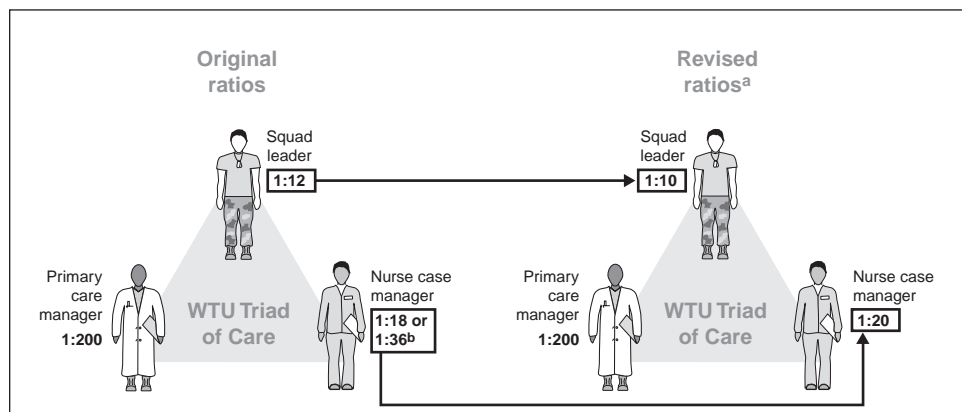 Original
ratios
Squad
leader
1:12
Primary
care
manager
1:200
WTU Triad
of Care
Nurse case
manager
1:18 or
1:36b
Revised
ratiosa
Squad
leader
1:10
Primary
care
manager
1:200
WTU Triad
of Care
Nurse case
manager
1:20